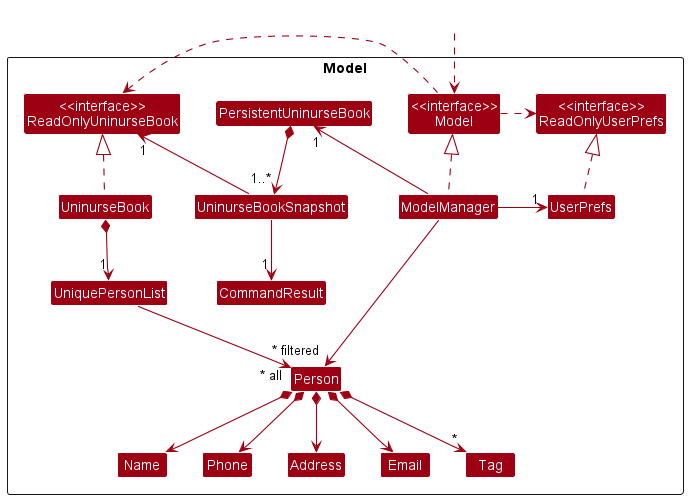 Model
<<interface>>
ReadOnlyUninurseBook
PersistentUninurseBook
<<interface>>
Model
<<interface>>
ReadOnlyUserPrefs
1
1
1..*
UninurseBook
UninurseBookSnapshot
ModelManager
1
UserPrefs
1
1
UniquePersonList
CommandResult
* filtered
* all
Person
*
Name
Phone
Address
Email
Tag